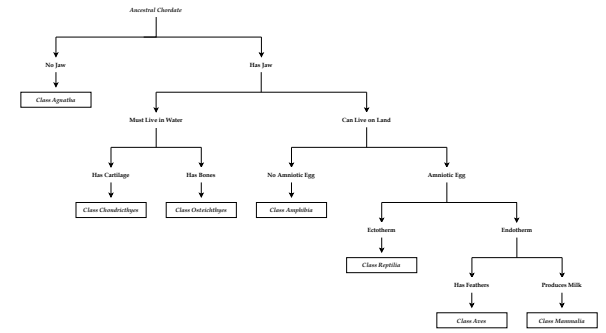 Ancestral Chordate
No Jaw
Has Jaw
Class Agnatha
Must Live in Water
Can Live on Land
Has Cartilage
Has Bones
No Amniotic Egg
Amniotic Egg
Class Chondricthyes
Class Osteichthyes
Class Amphibia
Ectotherm
Endotherm
Class Reptilia
Has Feathers
Produces Milk
Class Aves
Class Mammalia